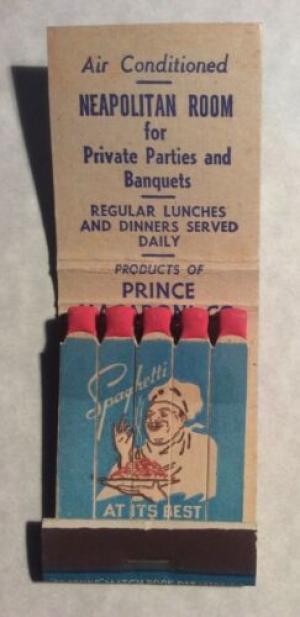 Air Conditioned
NEAPOLITAN ROOM
for
Private Parties and
Banquets
REGULAR LUNCHES
AND DINNERS SERVED
DAILY
PRODUCTS OF
PRINCE
Spaghetti
AT ITS BEST